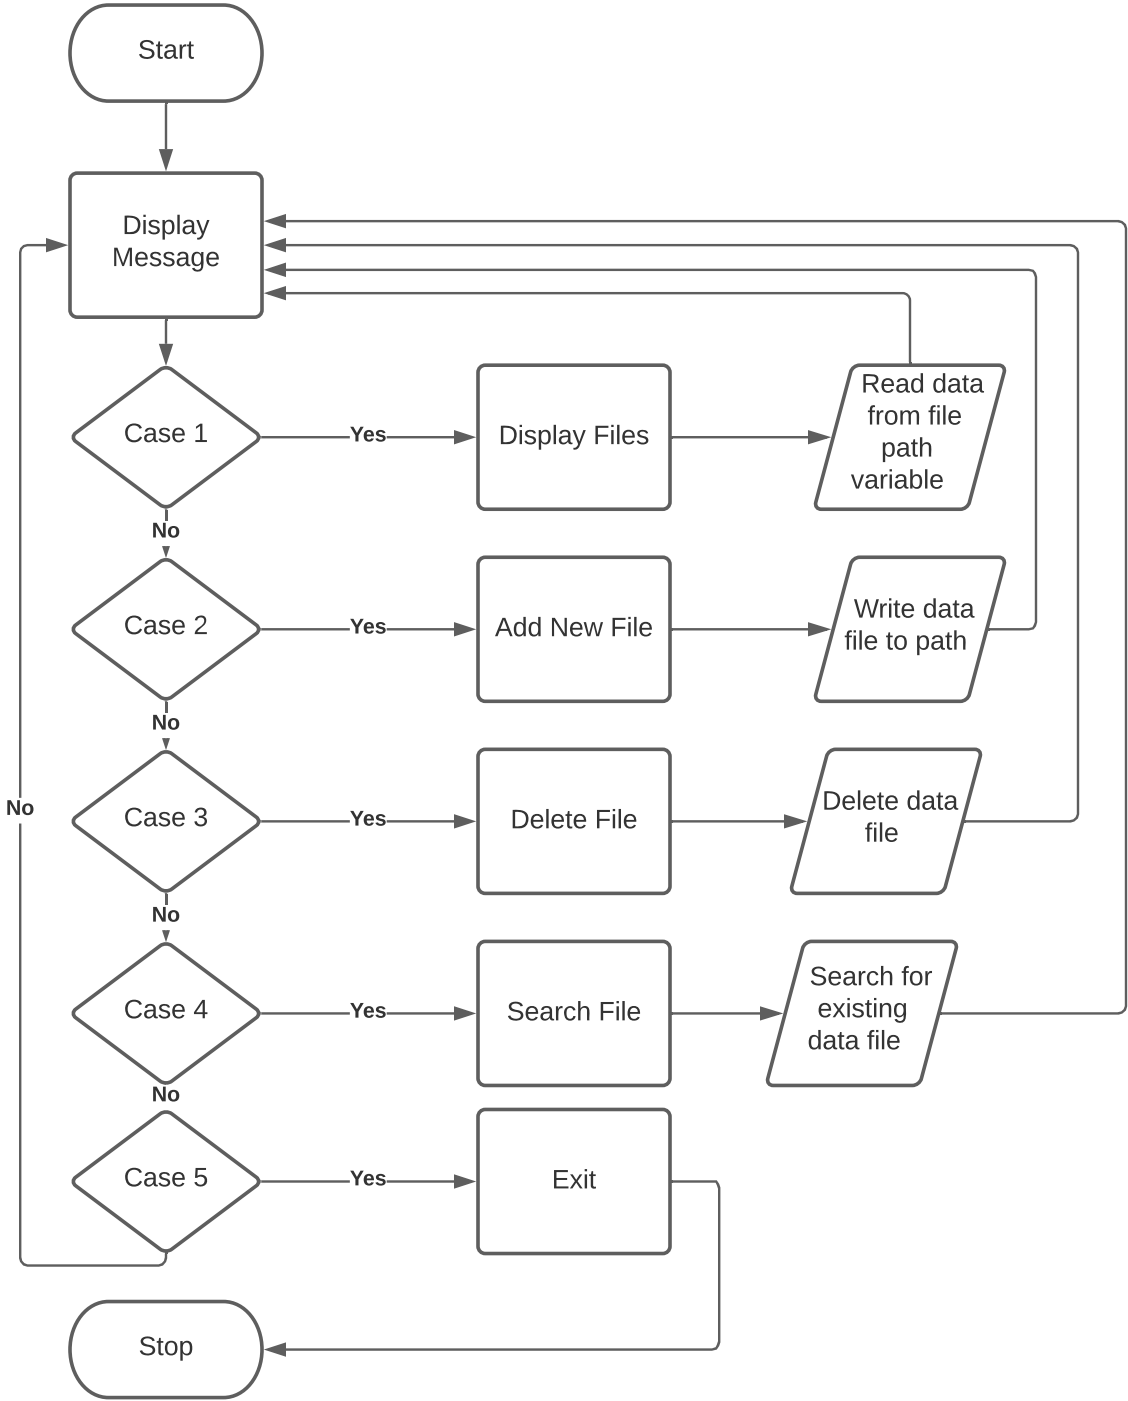 Start
Display
Message
Case 1
Yes
Display Files
Read data
from file
path
variable
No
Case 2
Yes
Add New File
Write data
file to path
No
Case 3
Yes
Delete File
Delete data
file
No
No
Case 4
Yes
Search File
Search for
existing
data file
No
Case 5
Yes
Exit
Stop